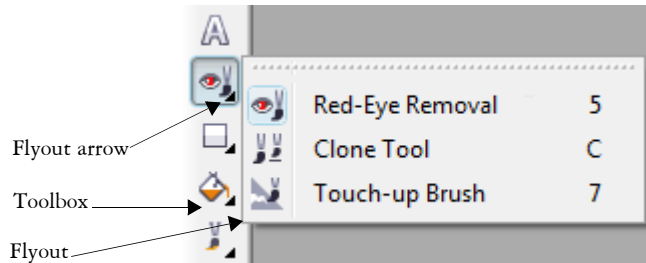 A
Red-Eye Removal 5
Clone Tool C
Touch-up Brush 7
Flyout arrow
Toolbox
Flyout